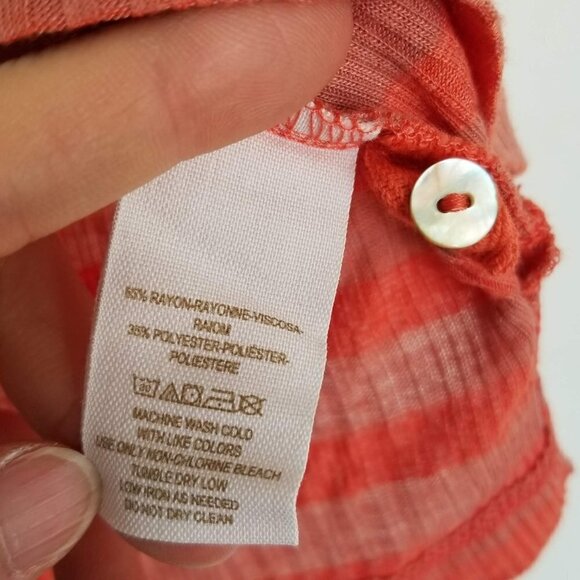 65% RAYON-RAYONNE-VISCOSA-
RAIOM
35% POLYESTER-POLIÉSTER-
POLIESTERE
MACHINE WASH COLD
WITH LIKE COLORS
USE ONLY NON-CHLORINE BLEACH
TUMBLE DRY LOW
LOW IRON AS NEEDED
DO NOT DRY CLEAN